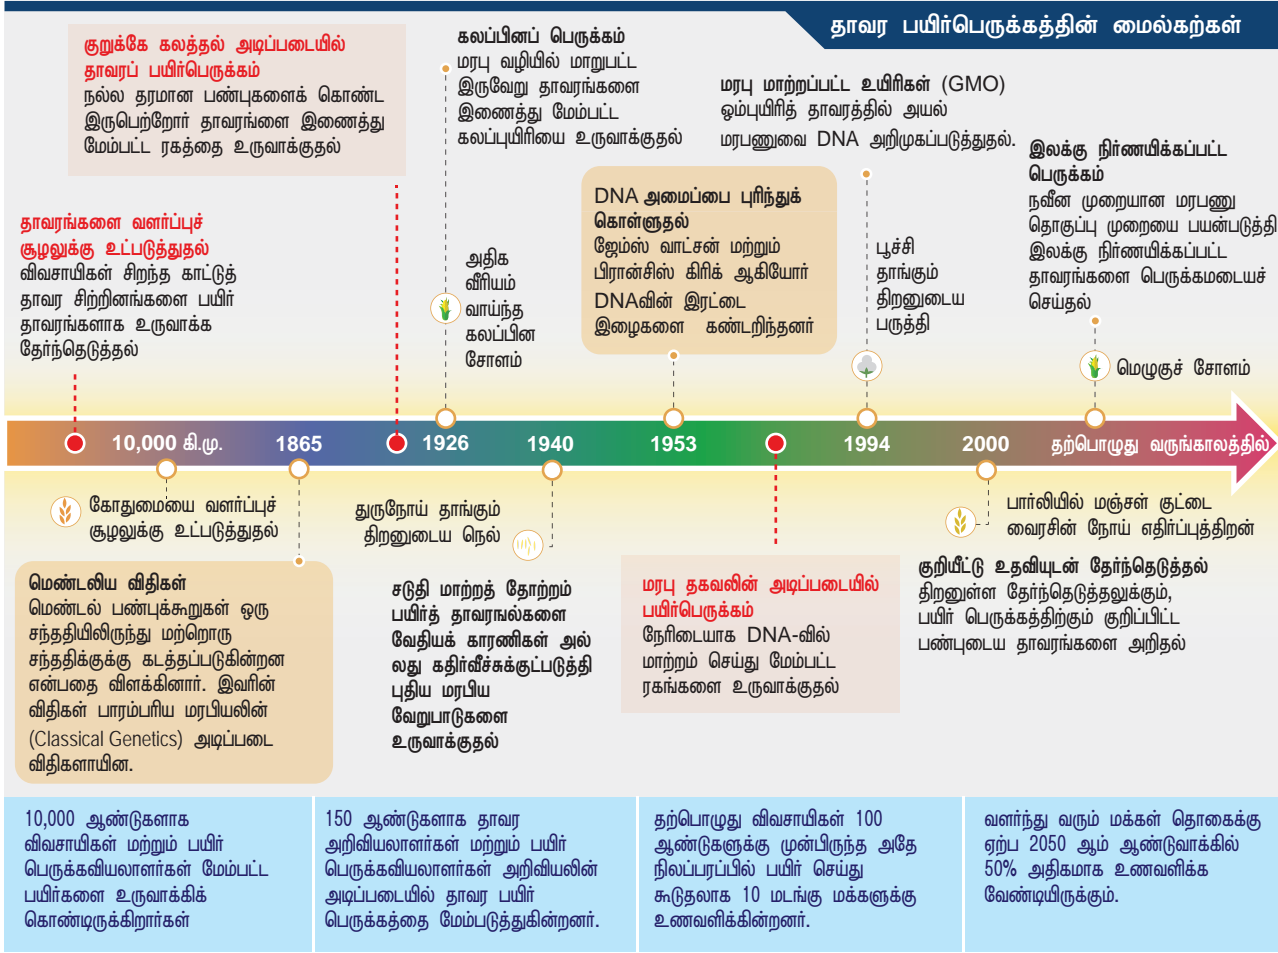 தாவர பயிர்பெருக்கத்தின் மைல்கற்கள்
குறுக்கே கலத்தல் அடிப்படையில்
தாவரப் பயிர்பெருக்கம்
நல்ல தரமான பண்புகளைக் கொண்ட
இருபெற்றோர் தாவரங்ளை இணைத்து
மேம்பட்ட ரகத்தை உருவாக்குதல்
கலப்பினப் பெருக்கம்
மரபு வழியில் மாறுபட்ட
இருவேறு தாவரங்களை
இணைத்து மேம்பட்ட
கலப்புயிரியை உருவாக்குதல்
மரபு மாற்றப்பட்ட உயிரிகள் (GMO)
ஓம்புயிரித் தாவரத்தில் அயல்
மரபணுவை DNA அறிமுகப்படுத்துதல்.
இலக்கு நிர்ணயிக்கப்பட்ட
பெருக்கம்
நவீன முறையான மரபணு
தொகுப்பு முறையை பயன்படுத்தி
இலக்கு நிர்ணயிக்கப்பட்ட
தாவரங்களை பெருக்கமடையச்
செய்தல்
தாவரங்களை வளர்ப்புச்
சூழலுக்கு உட்படுத்துதல்
விவசாயிகள் சிறந்த காட்டுத்
தாவர சிற்றினங்களை பயிர்
தாவரங்களாக உருவாக்க
தேர்ந்தெடுத்தல்
அதிக
வீரியம்
வாய்ந்த
கலப்பின
சோளம்
DNA அமைப்பை புரிந்துக்
கொள்ளுதல்
ஜேம்ஸ் வாட்சன் மற்றும்
பிரான்சிஸ் கிரிக் ஆகியோர்
DNAவின் இரட்டை
இழைகளை கண்டறிந்தனர்
பூச்சி
தாங்கும்
திறனுடைய
பருத்தி
மெழுகுச் சோளம்
10,000 கி.மு.
1865
1926
1940
1953
1994
2000
தற்பொழுது வருங்காலத்தில்
கோதுமையை வளர்ப்புச்
சூழலுக்கு உட்படுத்துதல்
துருநோய் தாங்கும்
திறனுடைய நெல்
பார்லியில் மஞ்சள் குட்டை
வைரசின் நோய் எதிர்ப்புத்திறன்
மெண்டலிய விதிகள்
மெண்டல் பண்புக்கூறுகள் ஒரு
சந்ததியிலிருந்து மற்றொரு
சந்ததிக்குக்கு கடத்தப்படுகின்றன
என்பதை விளக்கினார். இவரின்
விதிகள் பாரம்பரிய மரபியலின்
(Classical Genetics) அடிப்படை
விதிகளாயின.
சடுதி மாற்றத் தோற்றம்
பயிர்த் தாவரஙல்களை
வேதியக் காரணிகள் அல்
லது கதிர்வீச்சுக்குட்படுத்தி
புதிய மரபிய
வேறுபாடுகளை
உருவாக்குதல்
மரபு தகவலின் அடிப்படையில்
பயிர்பெருக்கம்
நேரிடையாக DNA-வில்
மாற்றம் செய்து மேம்பட்ட
ரகங்களை உருவாக்குதல்
குறியீட்டு உதவியுடன் தேர்ந்தெடுத்தல்
திறனுள்ள தேர்ந்தெடுத்தலுக்கும்,
பயிர் பெருக்கத்திற்கும் குறிப்பிட்ட
பண்புடைய தாவரங்களை அறிதல்
10,000 ஆண்டுகளாக
விவசாயிகள் மற்றும் பயிர்
பெருக்கவியலாளர்கள் மேம்பட்ட
பயிர்களை உருவாக்கிக்
கொண்டிருக்கிறார்கள்
150 ஆண்டுகளாக தாவர
அறிவியலாளர்கள் மற்றும் பயிர்
பெருக்கவியலாளர்கள் அறிவியலின்
அடிப்படையில் தாவர பயிர்
பெருக்கத்தை மேம்படுத்துகின்றனர்.
தற்பொழுது விவசாயிகள் 100
ஆண்டுகளுக்கு முன்பிருந்த அதே
நிலப்பரப்பில் பயிர் செய்து
கூடுதலாக 10 மடங்கு மக்களுக்கு
உணவளிக்கின்றனர்.
வளர்ந்து வரும் மக்கள் தொகைக்கு
ஏற்ப 2050 ஆம் ஆண்டுவாக்கில்
50% அதிகமாக உணவளிக்க
வேண்டியிருக்கும்.